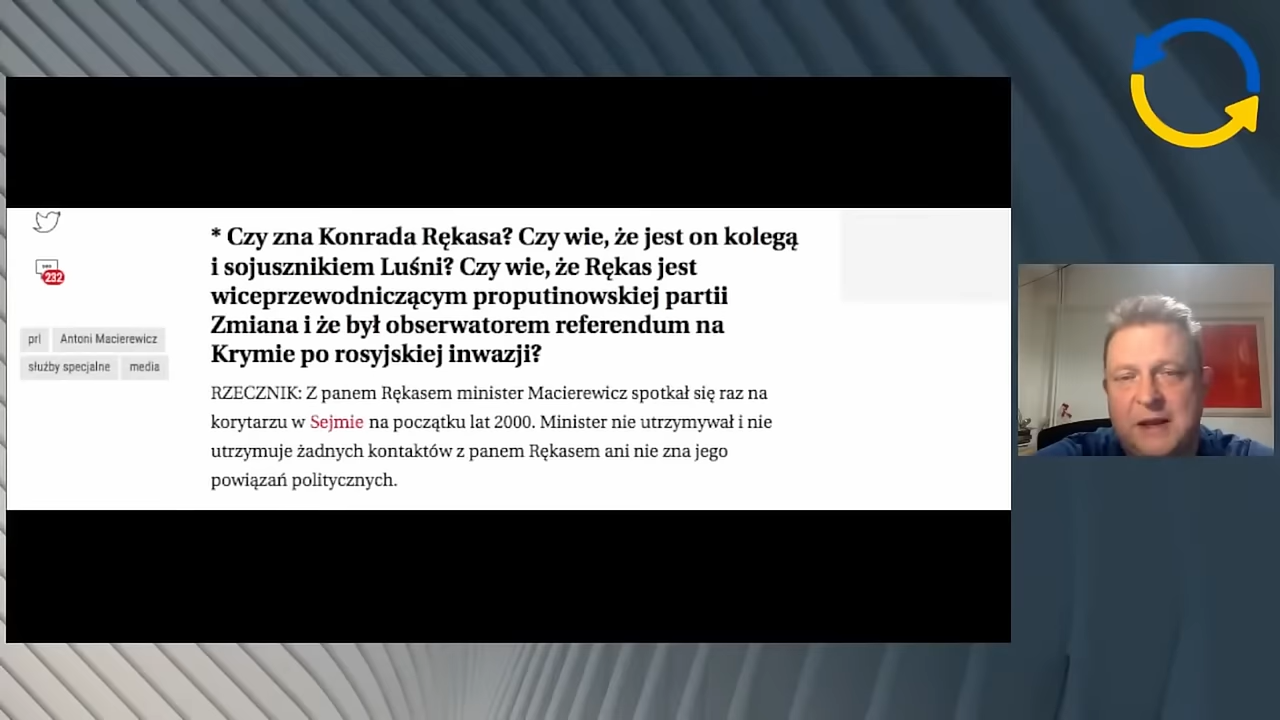 * Czy zna Konrada Rękasa? Czy wie, że jest on kolegą
i sojusznikiem Luśni? Czy wie, że Rękas jest
wiceprzewodniczącym proputinowskiej partii
Zmiana i że był obserwatorem referendum na
Krymie po rosyjskiej inwazji?
232
prl Antoni Macierewicz
służby specjalne media
RZECZNIK: Z panem Rękasem minister Macierewicz spotkał się raz na
korytarzu w Sejmie na początku lat 2000. Minister nie utrzymywał i nie
utrzymuje żadnych kontaktów z panem Rękasem ani nie zna jego
powiązań politycznych.